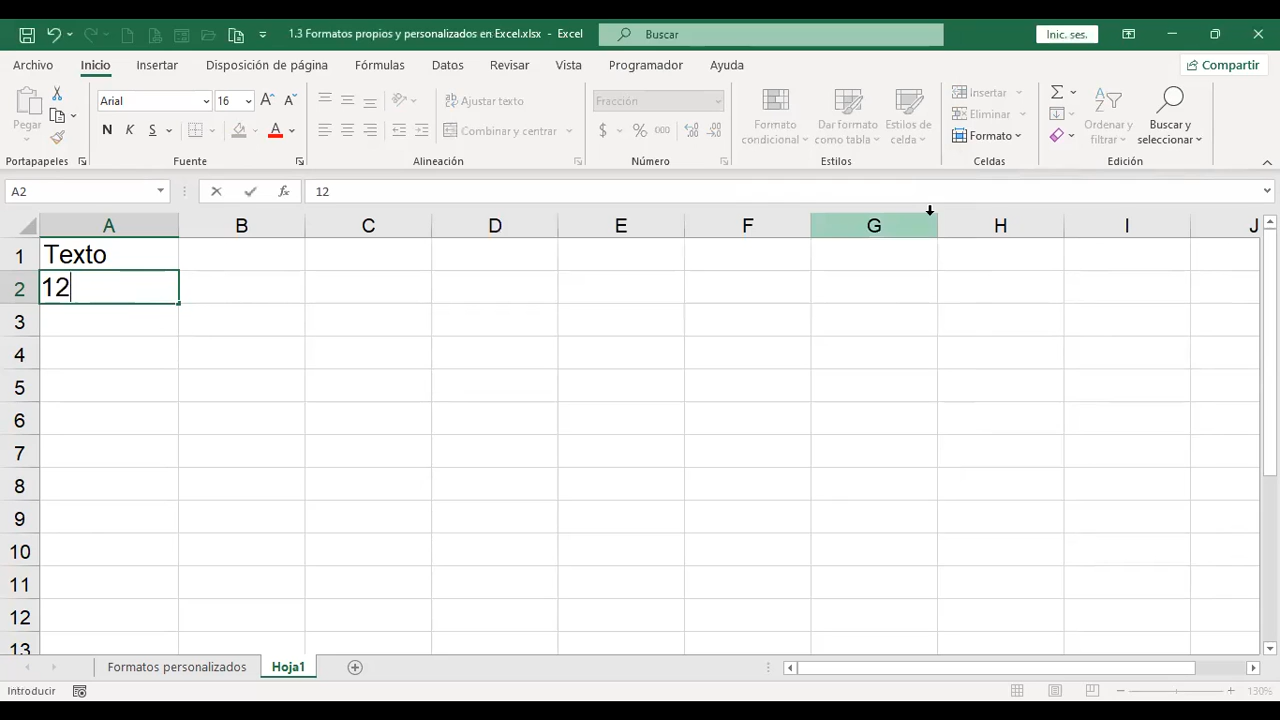 1.3 Formatos propios y personalizados en Excel.xlsx - Excel
Buscar
Inic. ses.
Archivo Inicio Insertar Disposición de página Fórmulas Datos Revisar Vista Programador Ayuda
Compartir
Pegar
Arial 16
N K S
Ajustar texto
Combinar y centrar
Fracción
$ % 000
Formato condicional
Dar formato como tabla
Estilos de celda
Insertar
Eliminar
Formato
Ordenar y filtrar
Buscar y seleccionar
Portapapeles Fuente Alineación Número Estilos Celdas Edición
A2 fx 12
A B C D E F G H I J
1 Texto
2 12
3
4
5
6
7
8
9
10
11
12
13
Formatos personalizados Hoja1
Introducir 130%